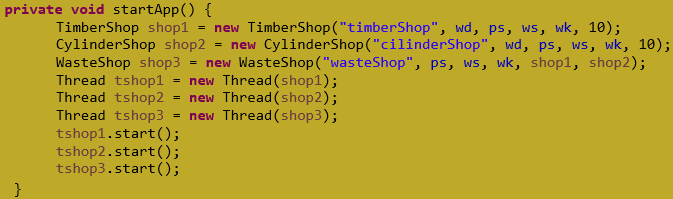 private void startApp() {
TimberShop shop1 = new TimberShop("timberShop", wd, ps, ws, wk, 10);
CylinderShop shop2 = new CylinderShop("cilinderShop", wd, ps, ws, wk, 10);
WasteShop shop3 = new WasteShop("wasteShop", ps, ws, wk, shop1, shop2);
Thread tshop1 = new Thread(shop1);
Thread tshop2 = new Thread(shop2);
Thread tshop3 = new Thread(shop3);
tshop1.start();
tshop2.start();
tshop3.start();
}